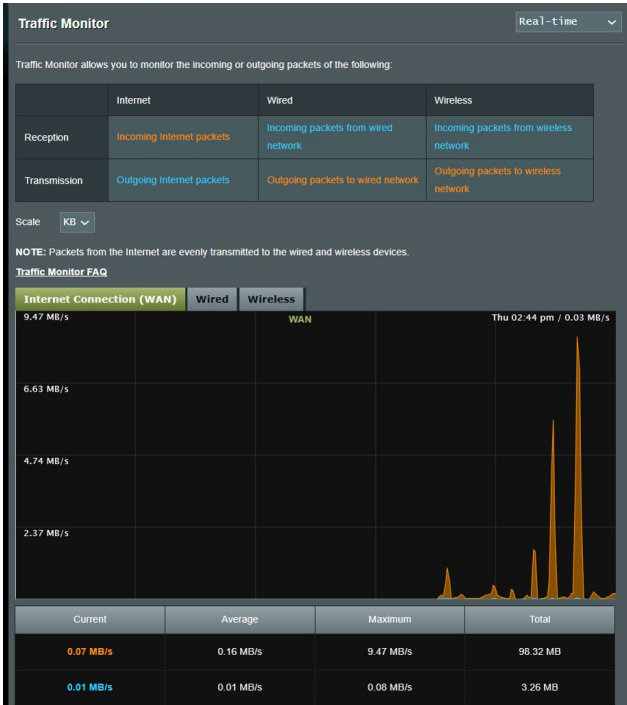 Traffic Monitor
Real-time
Traffic Monitor allows you to monitor the incoming or outgoing packets of the following:
Internet Wired Wireless
Reception Incoming Internet packets Incoming packets from wired network Incoming packets from wireless network
Transmission Outgoing Internet packets Outgoing packets to wired network Outgoing packets to wireless network
Scale KB
NOTE: Packets from the Internet are evenly transmitted to the wired and wireless devices.
Traffic Monitor FAQ
Internet Connection (WAN) Wired Wireless
9.47 MB/s WAN Thu 02:44 pm / 0.03 MB/s
6.63 MB/s
4.74 MB/s
2.37 MB/s
Current Average Maximum Total
0.07 MB/s 0.16 MB/s 9.47 MB/s 98.32 MB
0.01 MB/s 0.01 MB/s 0.08 MB/s 3.26 MB